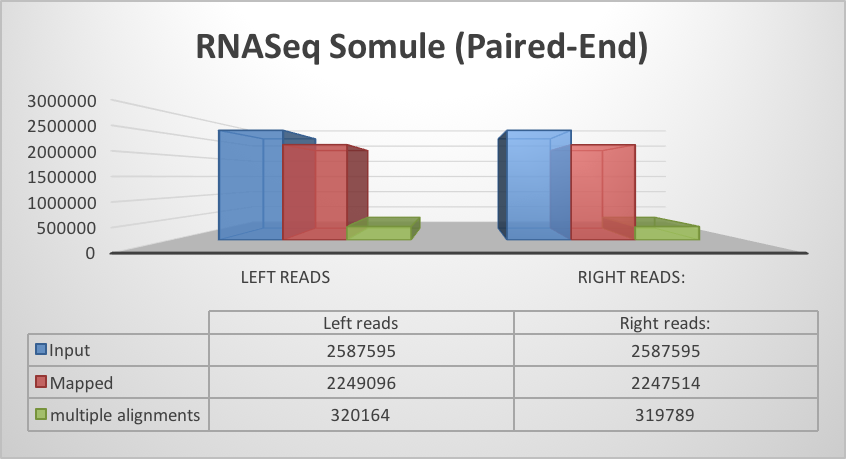 RNASeq Somule (Paired-End)
3000000
2500000
2000000
1500000
1000000
500000
0
LEFT READS RIGHT READS:
Left reads Right reads:
Input 2587595 2587595
Mapped 2249096 2247514
multiple alignments 320164 319789